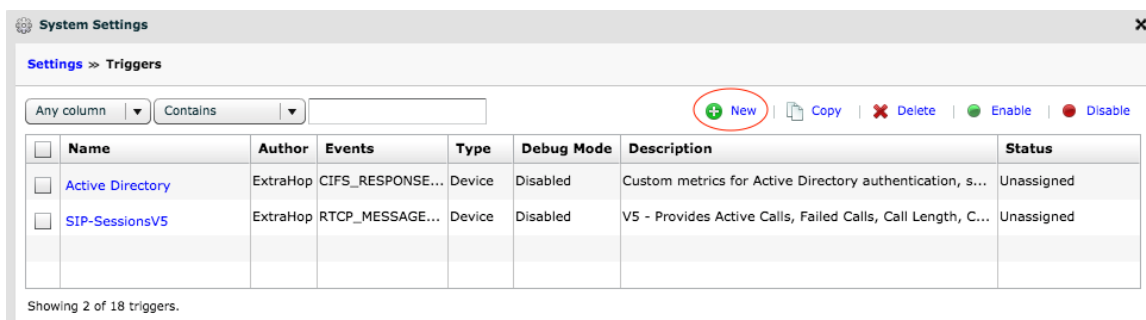 System Settings
Settings » Triggers
Any column Contains New | Copy | Delete | Enable | Disable
Name Author Events Type Debug Mode Description Status
Active Directory ExtraHop CIFS_RESPONSE... Device Disabled Custom metrics for Active Directory authentication, s... Unassigned
SIP-SessionsV5 ExtraHop RTCP_MESSAGE... Device Disabled V5 - Provides Active Calls, Failed Calls, Call Length, C... Unassigned
Showing 2 of 18 triggers.